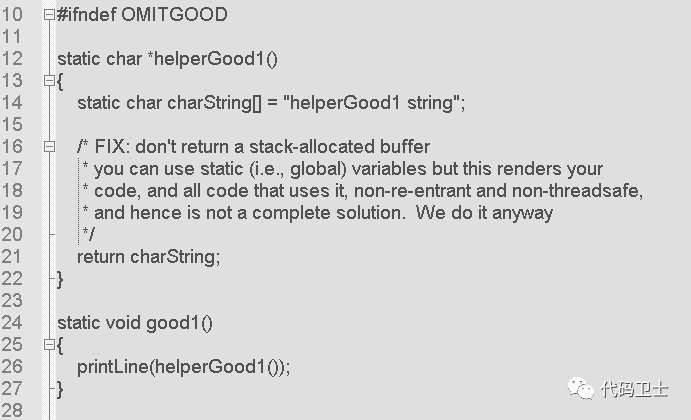 10 #ifndef OMITGOOD
11
12 static char *helperGood1()
13 {
14     static char charString[] = "helperGood1 string";
15
16     /* FIX: don't return a stack-allocated buffer
17      * you can use static (i.e., global) variables but this renders your
18      * code, and all code that uses it, non-re-entrant and non-threadsafe,
19      * and hence is not a complete solution.  We do it anyway
20      */
21     return charString;
22 }
23
24 static void good1()
25 {
26     printLine(helperGood1());
27 }
28
代码卫士